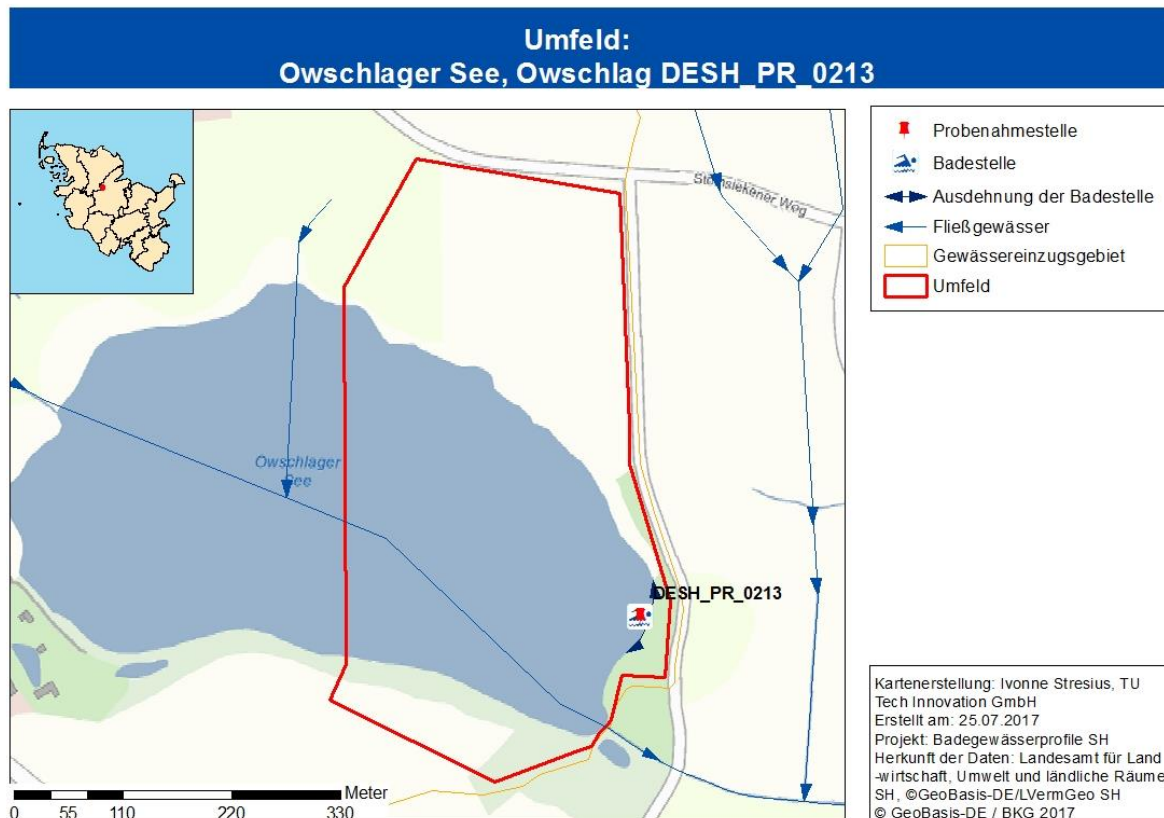 Umfeld:
Owschlager See, Owschlag DESH_PR_0213
Probenahmestelle
Badestelle
Ausdehnung der Badestelle
Fließgewässer
Gewässereinzugsgebiet
Umfeld
Stolnsiekener Weg
Owschlager
See
DESH_PR_0213
Meter
0 55 110 220 330
Kartenerstellung: Ivonne Stresius, TU
Tech Innovation GmbH
Erstellt am: 25.07.2017
Projekt: Badegewässerprofile SH
Herkunft der Daten: Landesamt für Land
-wirtschaft, Umwelt und ländliche Räume
SH, ©GeoBasis-DE/LVermGeo SH
© GeoBasis-DE / BKG 2017